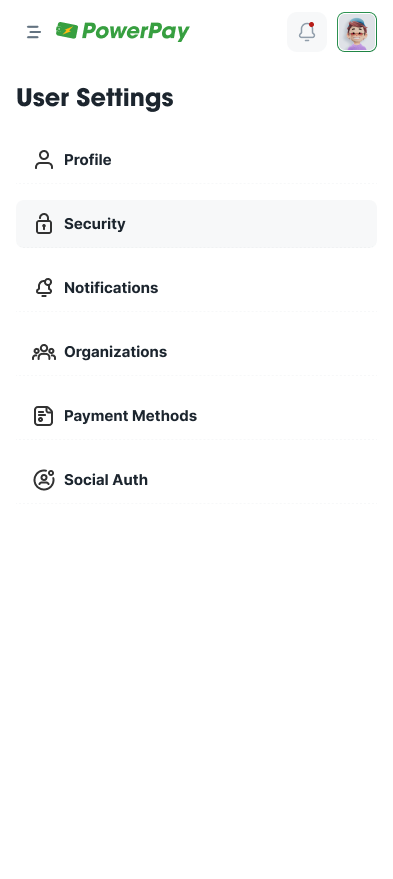 PowerPay
User Settings
Profile
Security
Notifications
Organizations
Payment Methods
Social Auth